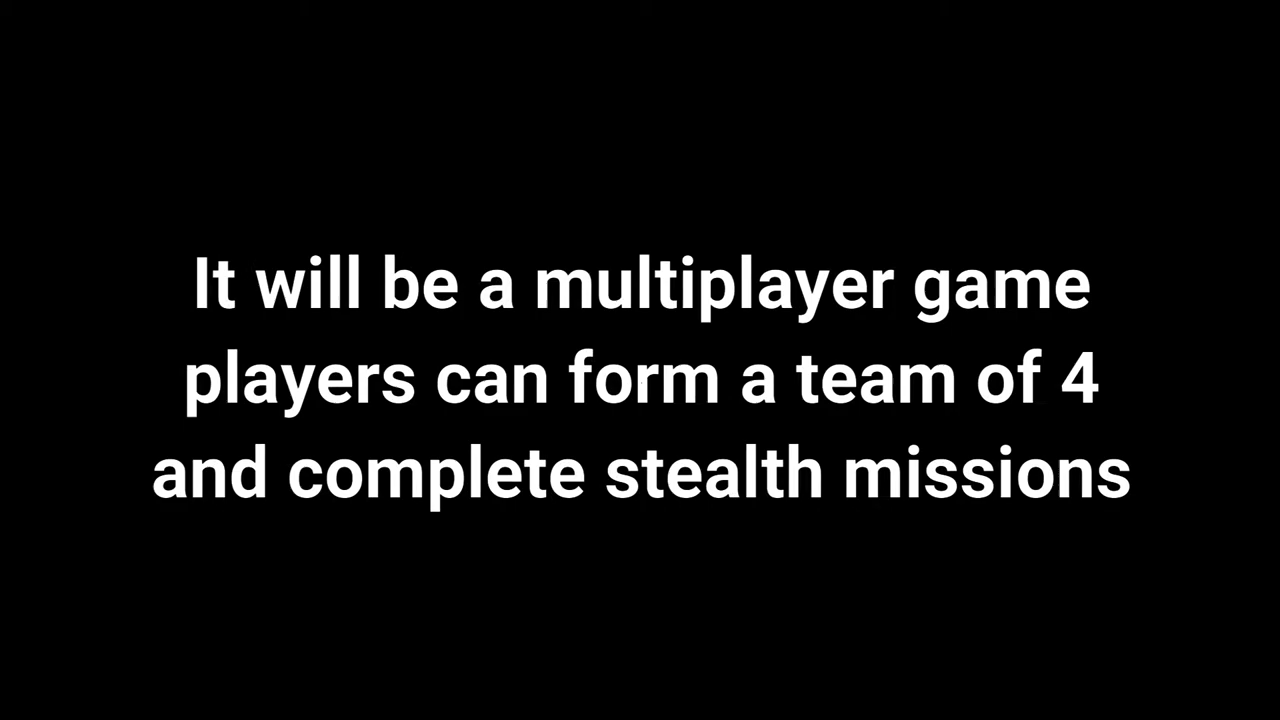 It will be a multiplayer game
players can form a team of 4
and complete stealth missions